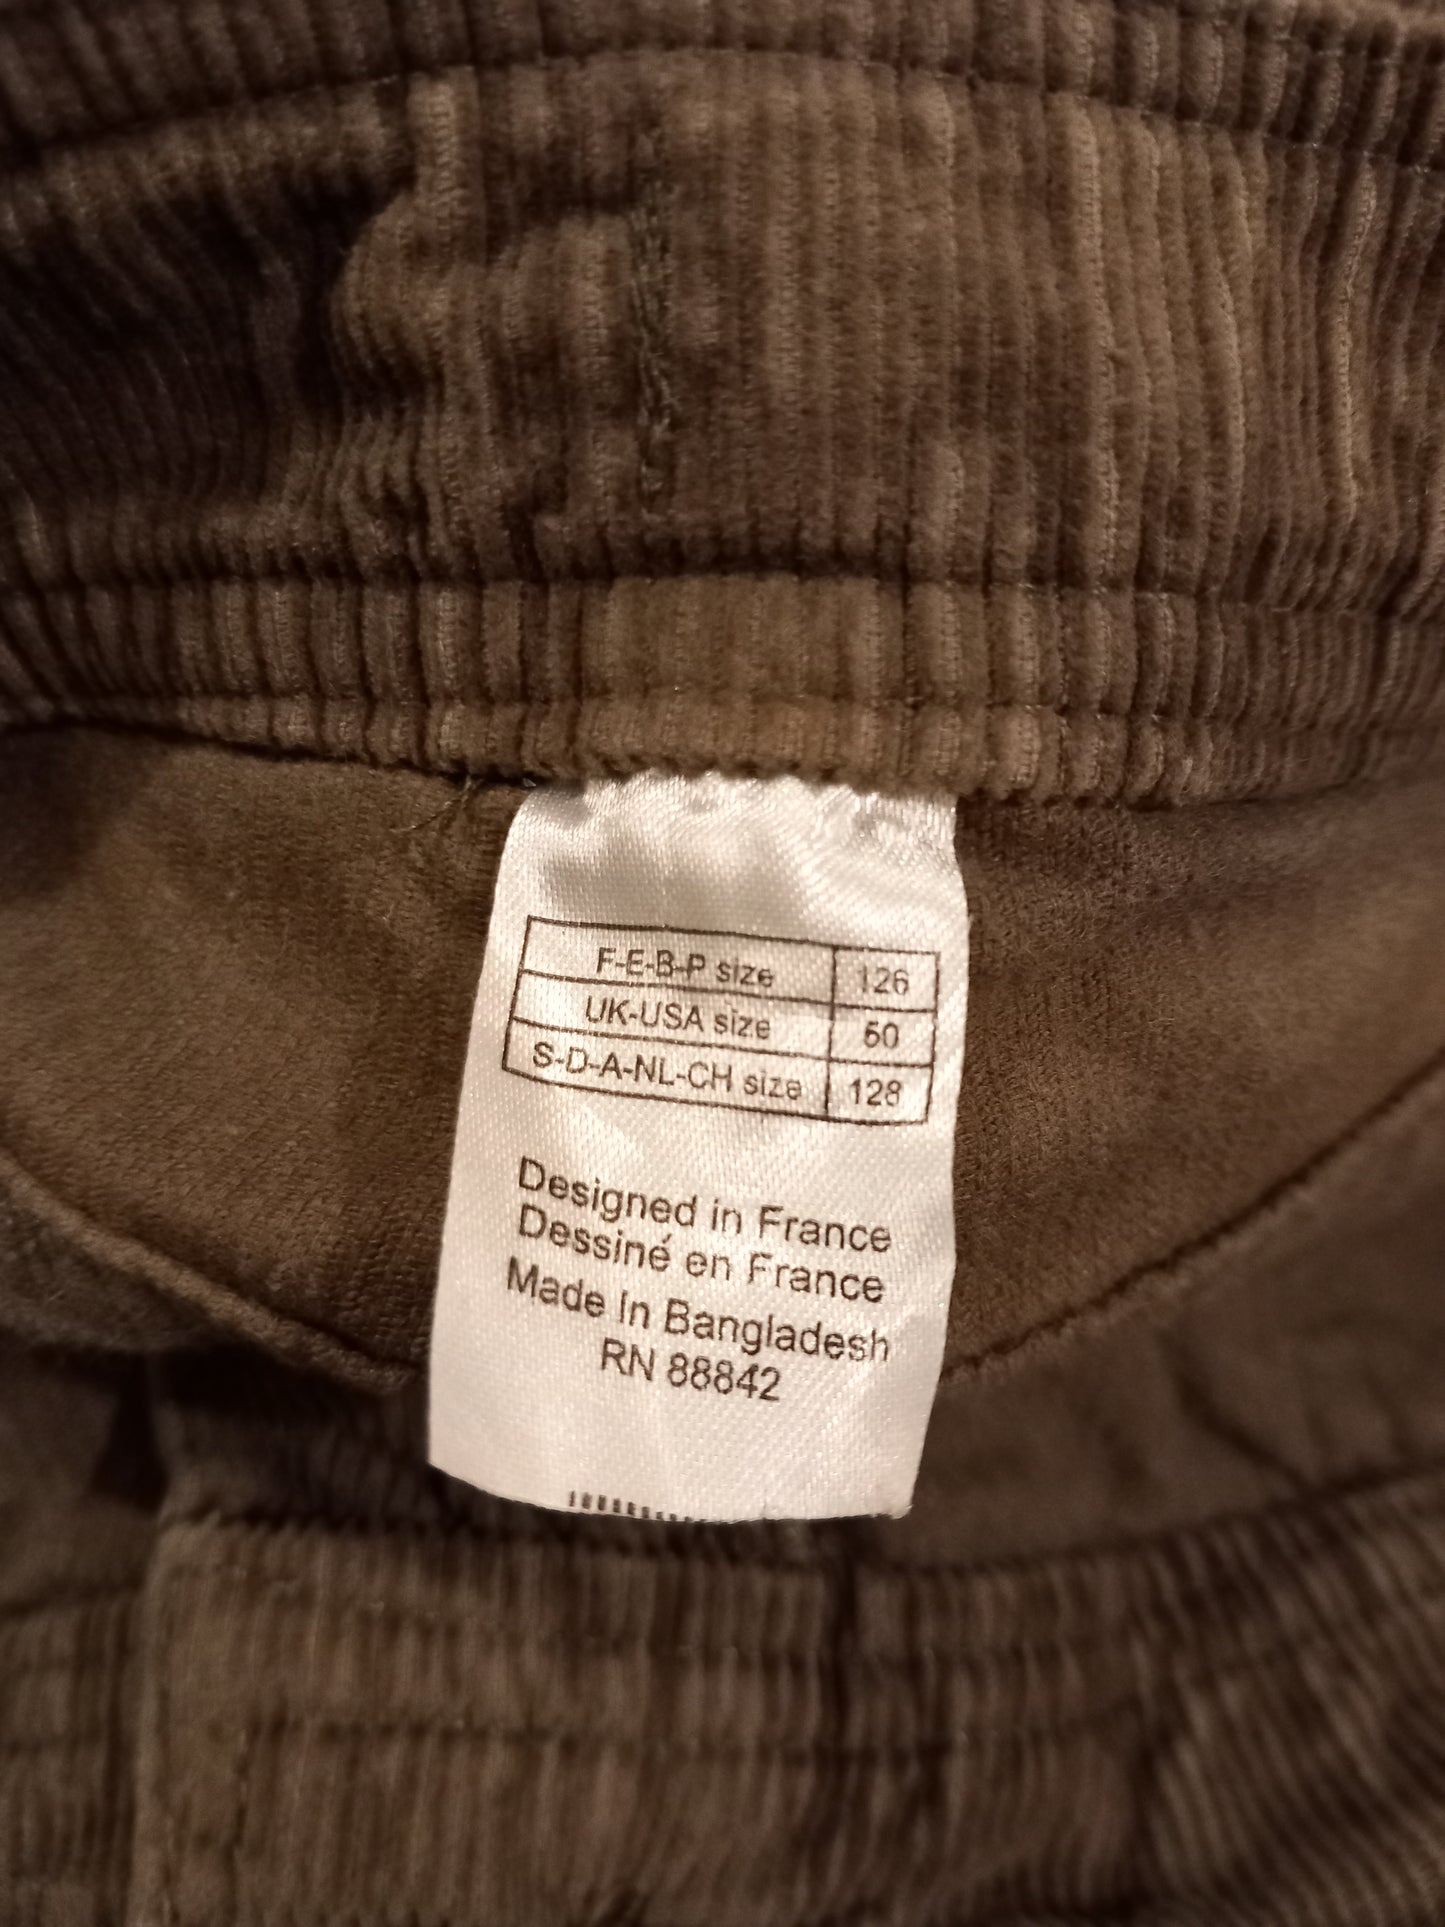 F-E-B-P size 126
UK-USA size 50
S-D-A-NL-CH size 128
Designed in France
Dessiné en France
Made In Bangladesh
RN 88842